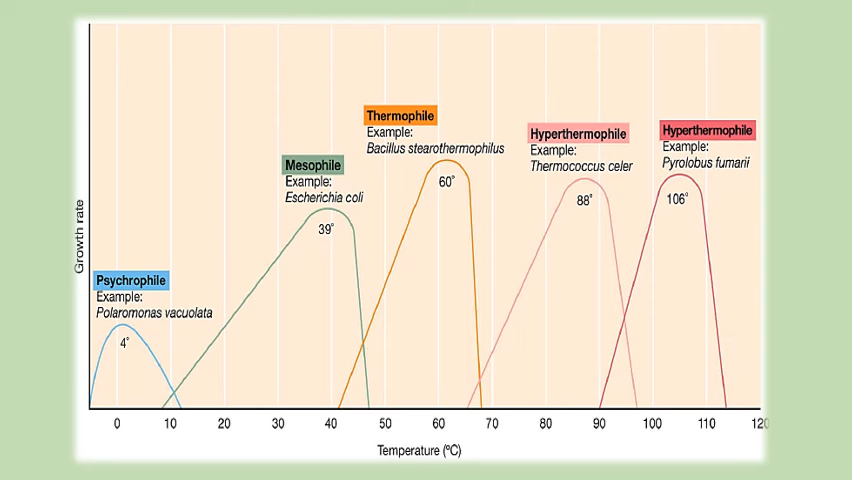 Thermophile
Example:
Bacillus stearothermophilus
Hyperthermophile
Example:
Thermococcus celer
Hyperthermophile
Example:
Pyrolobus fumarii
Mesophile
Example:
Escherichia coli
Psychrophile
Example:
Polaromonas vacuolata
4°
39°
60°
88°
106°
Growth rate
0 10 20 30 40 50 60 70 80 90 100 110 120
Temperature (ºC)